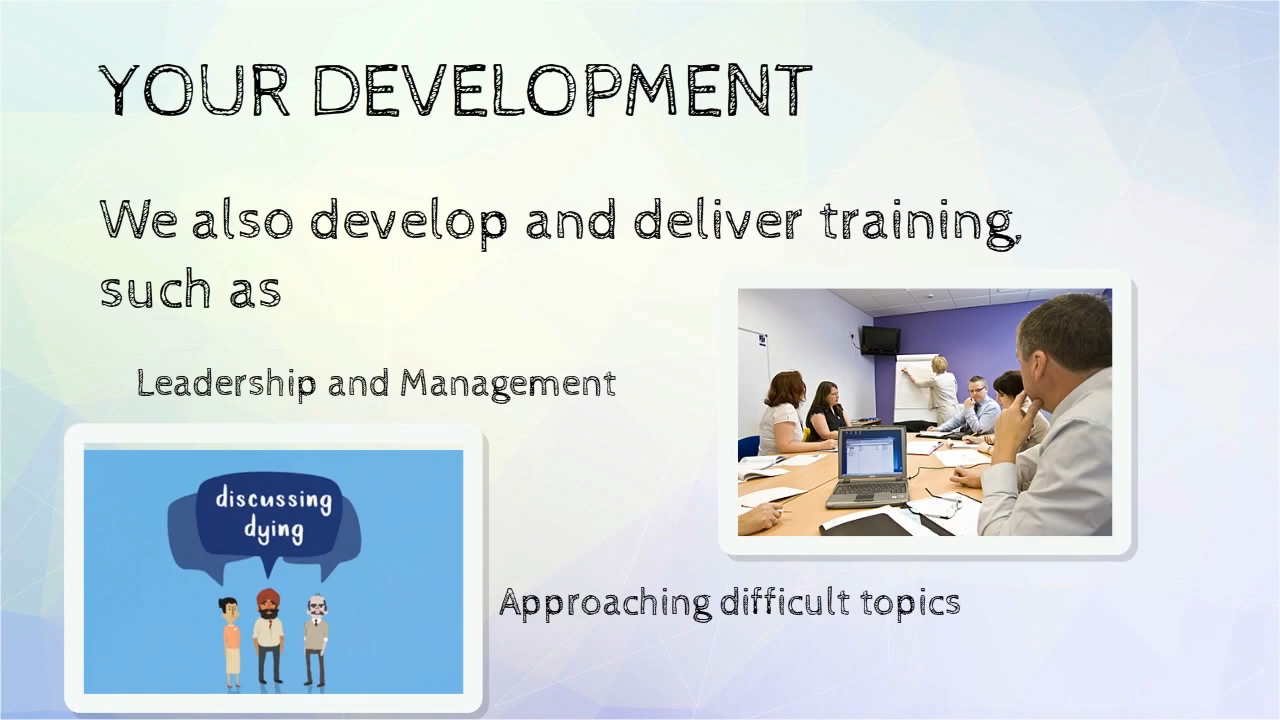 YOUR DEVELOPMENT
We also develop and deliver training,
such as
Leadership and Management
discussing
dying
Approaching difficult topics